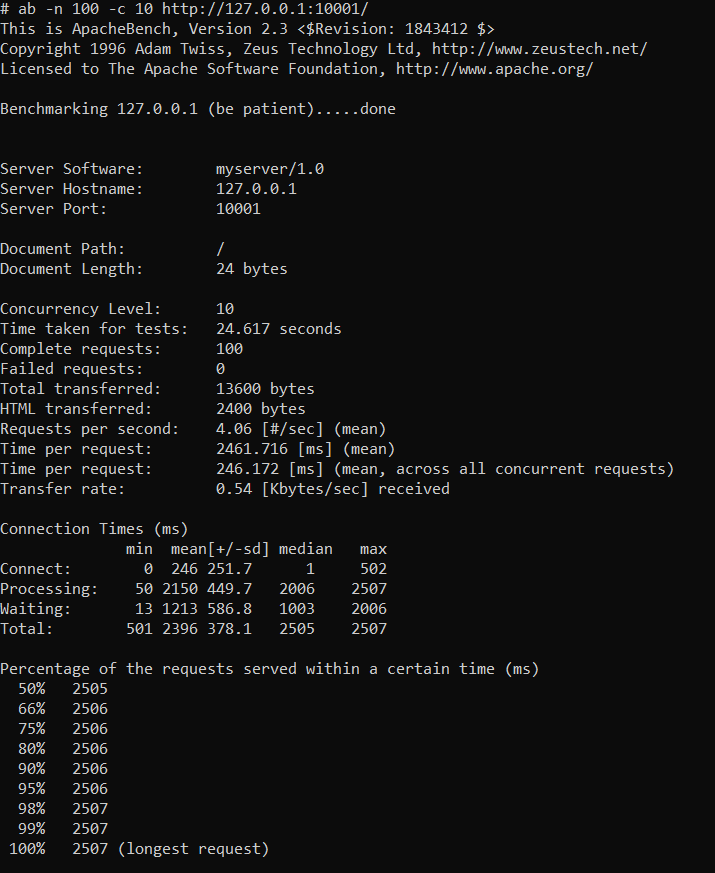 # ab -n 100 -c 10 http://127.0.0.1:10001/
This is ApacheBench, Version 2.3 <$Revision: 1843412 $>
Copyright 1996 Adam Twiss, Zeus Technology Ltd, http://www.zeustech.net/
Licensed to The Apache Software Foundation, http://www.apache.org/

Benchmarking 127.0.0.1 (be patient).....done


Server Software:        myserver/1.0
Server Hostname:        127.0.0.1
Server Port:            10001

Document Path:          /
Document Length:        24 bytes

Concurrency Level:      10
Time taken for tests:   24.617 seconds
Complete requests:      100
Failed requests:        0
Total transferred:      13600 bytes
HTML transferred:       2400 bytes
Requests per second:    4.06 [#/sec] (mean)
Time per request:       2461.716 [ms] (mean)
Time per request:       246.172 [ms] (mean, across all concurrent requests)
Transfer rate:          0.54 [Kbytes/sec] received

Connection Times (ms)
              min  mean[+/-sd] median   max
Connect:        0  246 251.7      1     502
Processing:    50 2150 449.7   2006    2507
Waiting:       13 1213 586.8   1003    2006
Total:        501 2396 378.1   2505    2507

Percentage of the requests served within a certain time (ms)
  50%   2505
  66%   2506
  75%   2506
  80%   2506
  90%   2506
  95%   2506
  98%   2507
  99%   2507
 100%   2507 (longest request)